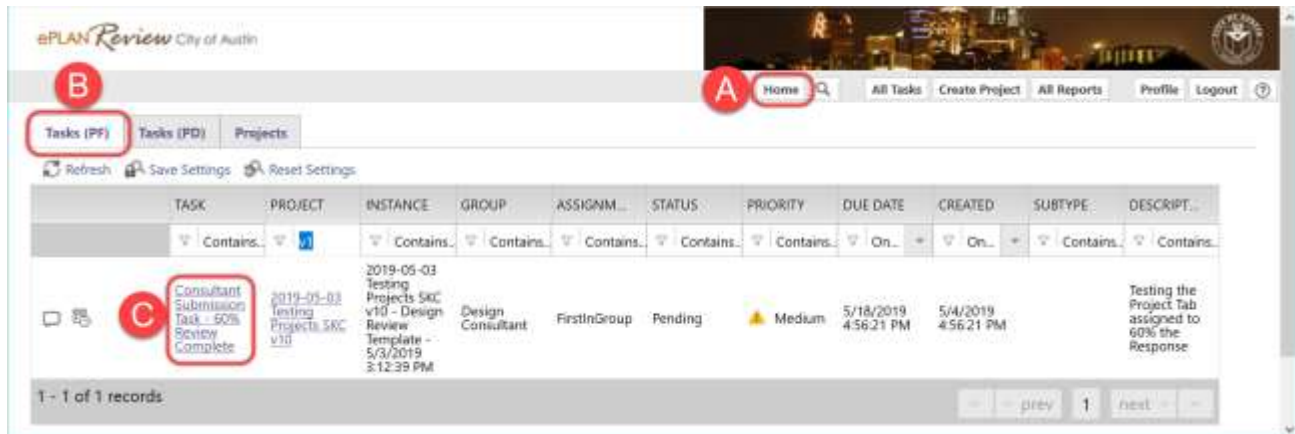 ePLAN Review City of Austin
B
A
Home All Tasks Create Project All Reports Profile Logout ?
Tasks (PF) Tasks (PD) Projects
Refresh Save Settings Reset Settings
TASK PROJECT INSTANCE GROUP ASSIGNM... STATUS PRIORITY DUE DATE CREATED SUBTYPE DESCRIPT...
Contains.. v1 Contains.. Contains.. Contains.. Contains.. Contains.. On... On... Contains.. Contains..
C
Consultant
Submission
Task - 60%
Review
Complete
2019-05-03
Testing
Projects SKC
v10
2019-05-03
Testing
Projects SKC
v10 - Design
Review
Template -
5/3/2019
3:12:39 PM
Design
Consultant
FirstInGroup
Pending
Medium
5/18/2019
4:56:21 PM
5/4/2019
4:56:21 PM
Testing the
Project Tab
assigned to
60% the
Response
1 - 1 of 1 records
prev 1 next